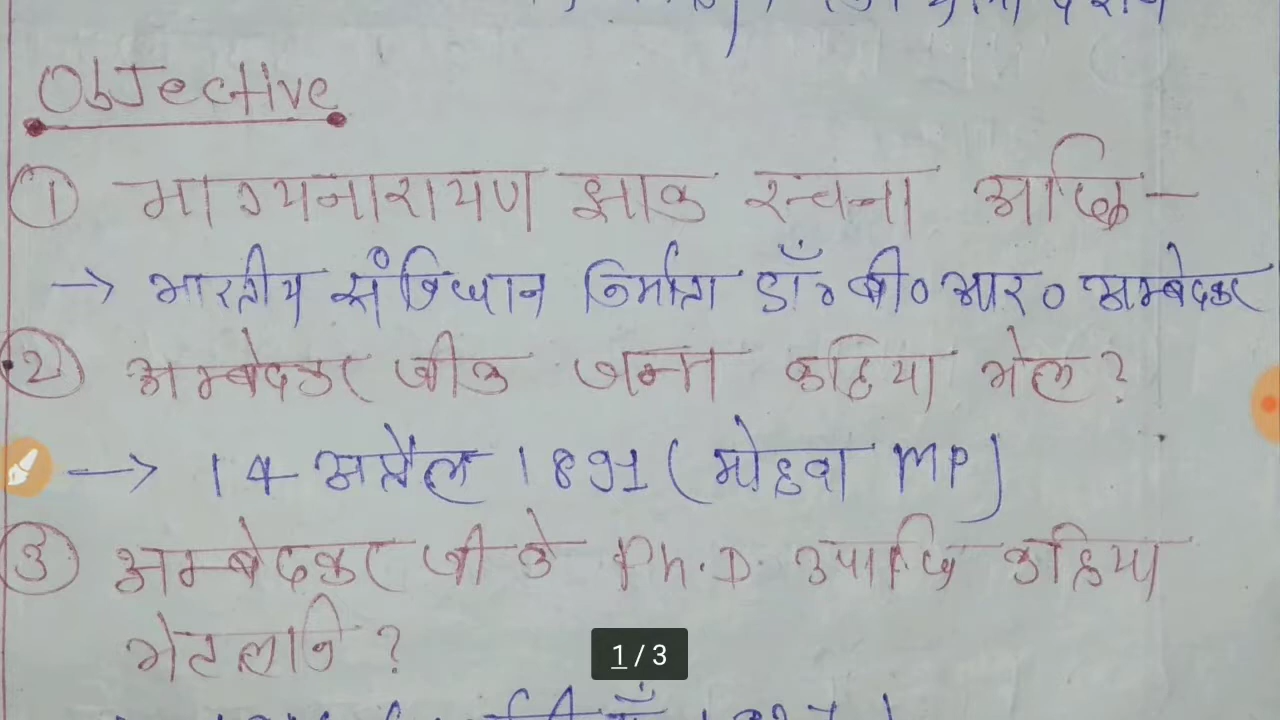 Objective
① भाग्यनारायण झाक रचना अछि –
→ भारतीय संविधान निर्माता डॉ० बी० आर० अम्बेदकर
② अम्बेदकर जीक जन्म कहिया भेल?
→ 14 अप्रैल 1891 (मोहवा MP)
③ अम्बेदकर जी के Ph.D. उपाधि कहिया
भेटलनि?
1/3